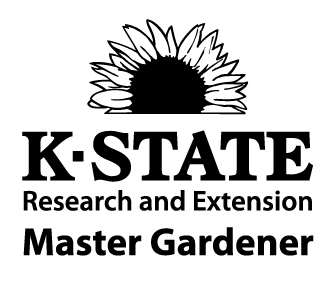 K·STATE
Research and Extension
Master Gardener